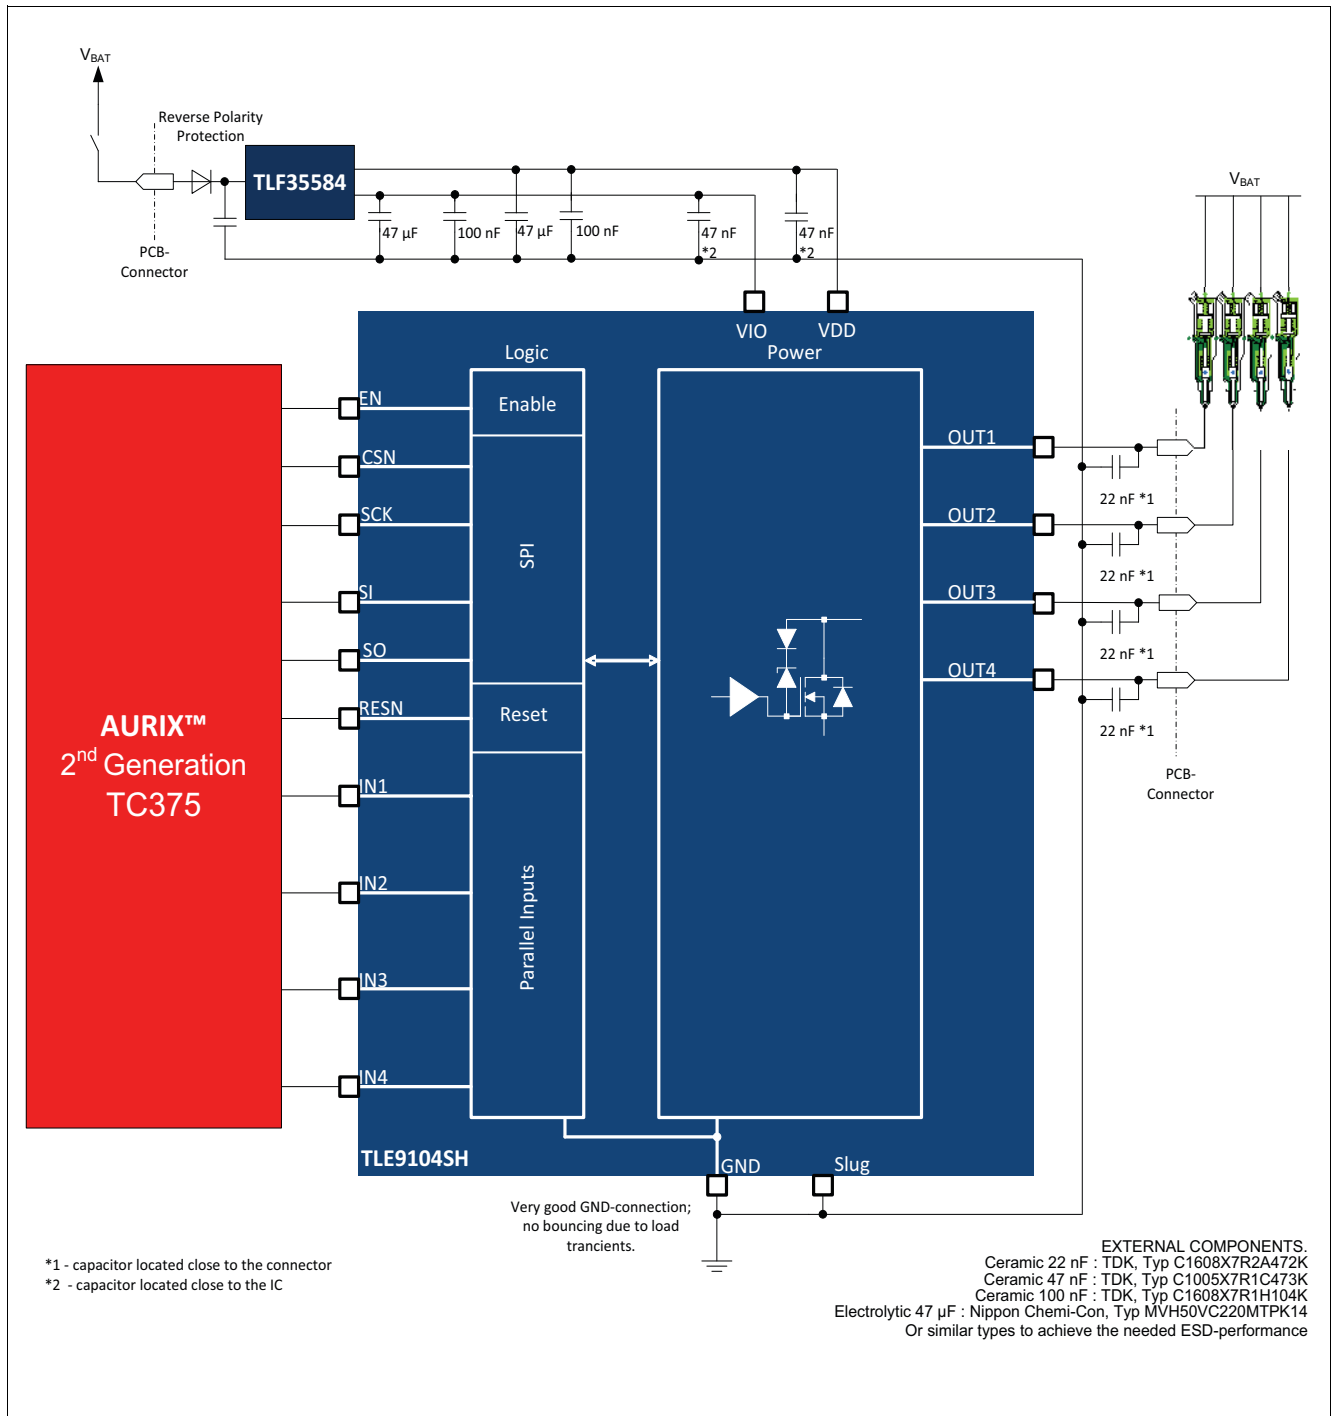 VBAT
Reverse Polarity
Protection
TLF35584
47 µF
100 nF
47 µF
100 nF
47 nF
*2
47 nF
*2
PCB-
Connector
VBAT
VIO
VDD
Logic
Power
EN
Enable
CSN
SCK
SPI
SI
SO
RESN
Reset
IN1
IN2
Parallel Inputs
IN3
IN4
AURIX™
2nd Generation
TC375
OUT1
22 nF *1
OUT2
22 nF *1
OUT3
22 nF *1
OUT4
22 nF *1
PCB-
Connector
TLE9104SH
GND
Slug
Very good GND-connection;
no bouncing due to load
trancients.
*1 - capacitor located close to the connector
*2 - capacitor located close to the IC
EXTERNAL COMPONENTS.
Ceramic 22 nF : TDK, Typ C1608X7R2A472K
Ceramic 47 nF : TDK, Typ C1005X7R1C473K
Ceramic 100 nF : TDK, Typ C1608X7R1H104K
Electrolytic 47 µF : Nippon Chemi-Con, Typ MVH50VC220MTPK14
Or similar types to achieve the needed ESD-performance